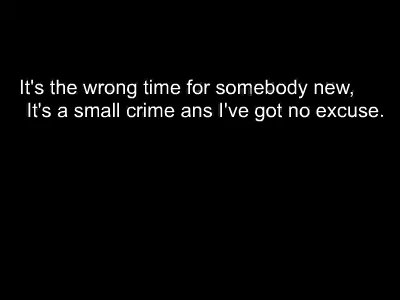 It's the wrong time for somebody new,
It's a small crime ans I've got no excuse.